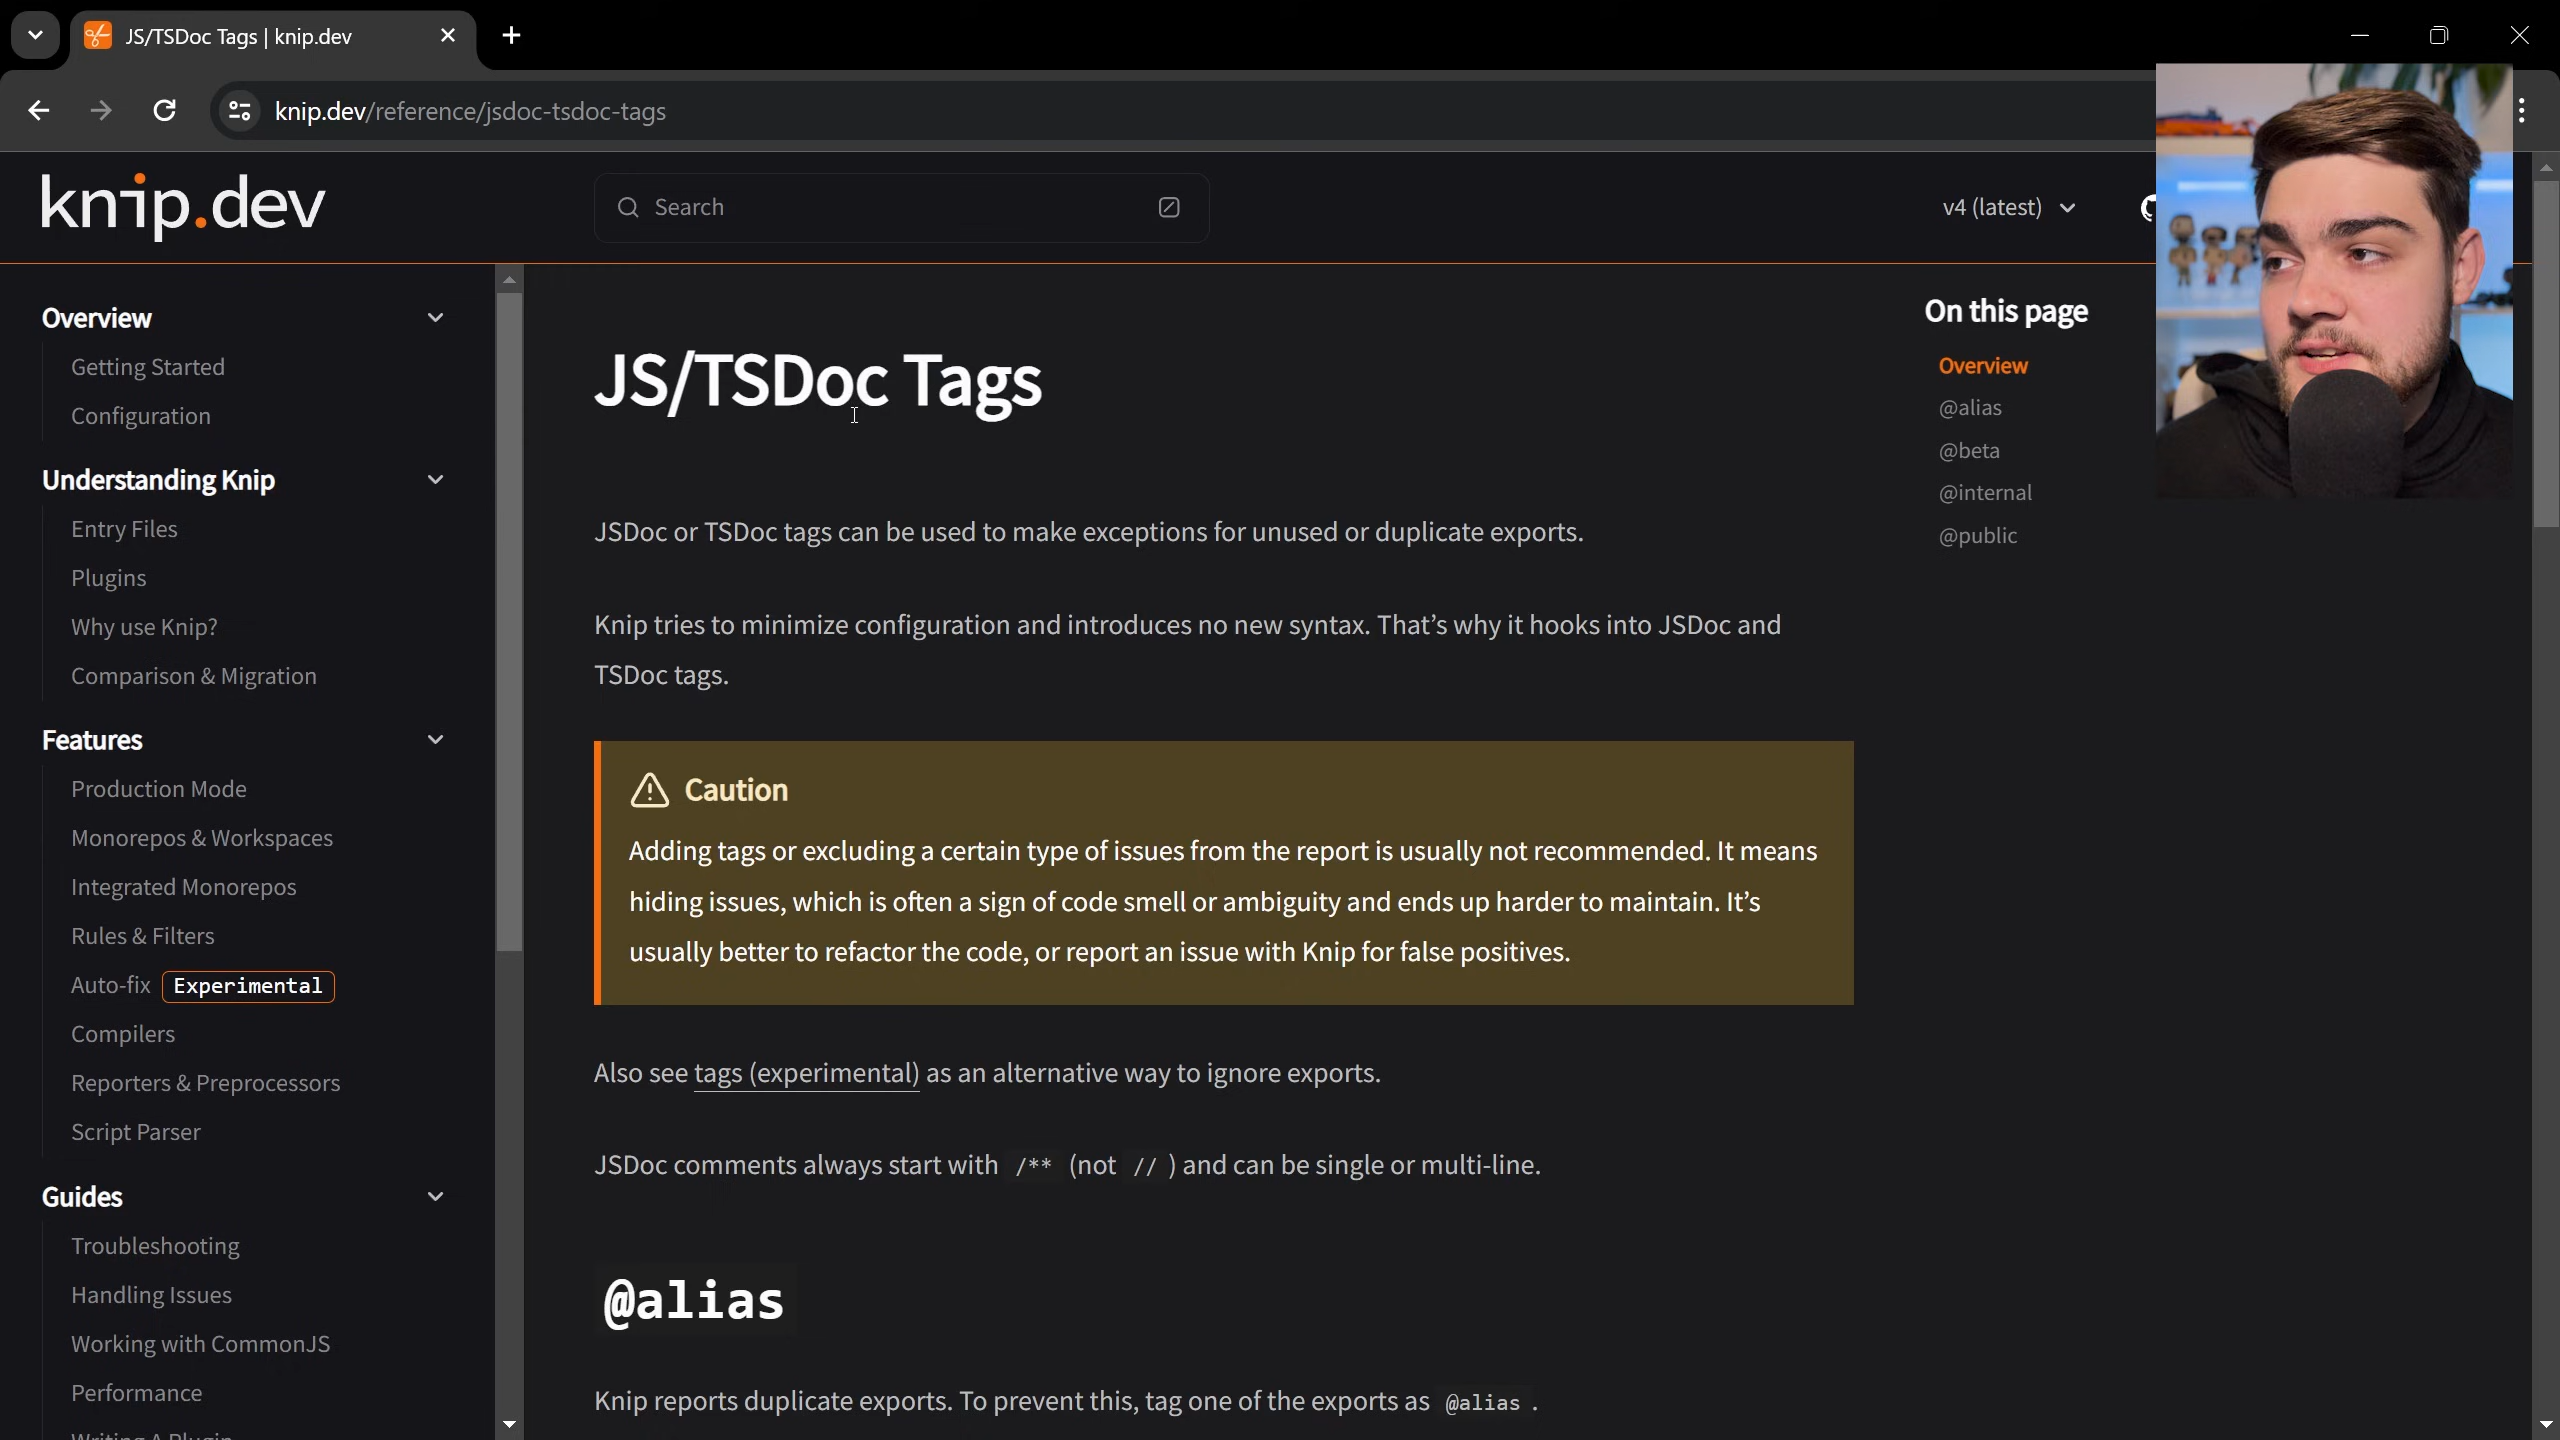 JS/TSDoc Tags | knip.dev
knip.dev/reference/jsdoc-tsdoc-tags
knip.dev
Search
v4 (latest)
Overview
Getting Started
Configuration
Understanding Knip
Entry Files
Plugins
Why use Knip?
Comparison & Migration
Features
Production Mode
Monorepos & Workspaces
Integrated Monorepos
Rules & Filters
Auto-fix Experimental
Compilers
Reporters & Preprocessors
Script Parser
Guides
Troubleshooting
Handling Issues
Working with CommonJS
Performance
Writing A Plugin
JS/TSDoc Tags
JSDoc or TSDoc tags can be used to make exceptions for unused or duplicate exports.
Knip tries to minimize configuration and introduces no new syntax. That’s why it hooks into JSDoc and
TSDoc tags.
Caution
Adding tags or excluding a certain type of issues from the report is usually not recommended. It means
hiding issues, which is often a sign of code smell or ambiguity and ends up harder to maintain. It’s
usually better to refactor the code, or report an issue with Knip for false positives.
Also see tags (experimental) as an alternative way to ignore exports.
JSDoc comments always start with /** (not // ) and can be single or multi-line.
@alias
Knip reports duplicate exports. To prevent this, tag one of the exports as @alias .
On this page
Overview
@alias
@beta
@internal
@public